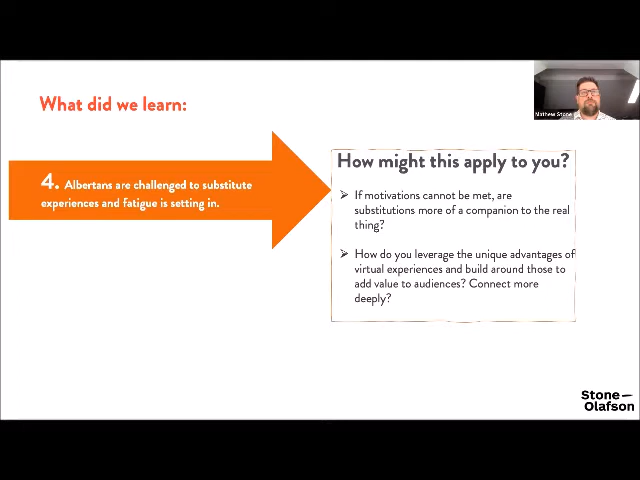 Mathew Stone
What did we learn:
4. Albertans are challenged to substitute
experiences and fatigue is setting in.
How might this apply to you?
➢ If motivations cannot be met, are
substitutions more of a companion to the real
thing?
➢ How do you leverage the unique advantages of
virtual experiences and build around those to
add value to audiences? Connect more
deeply?
Stone—
Olafson